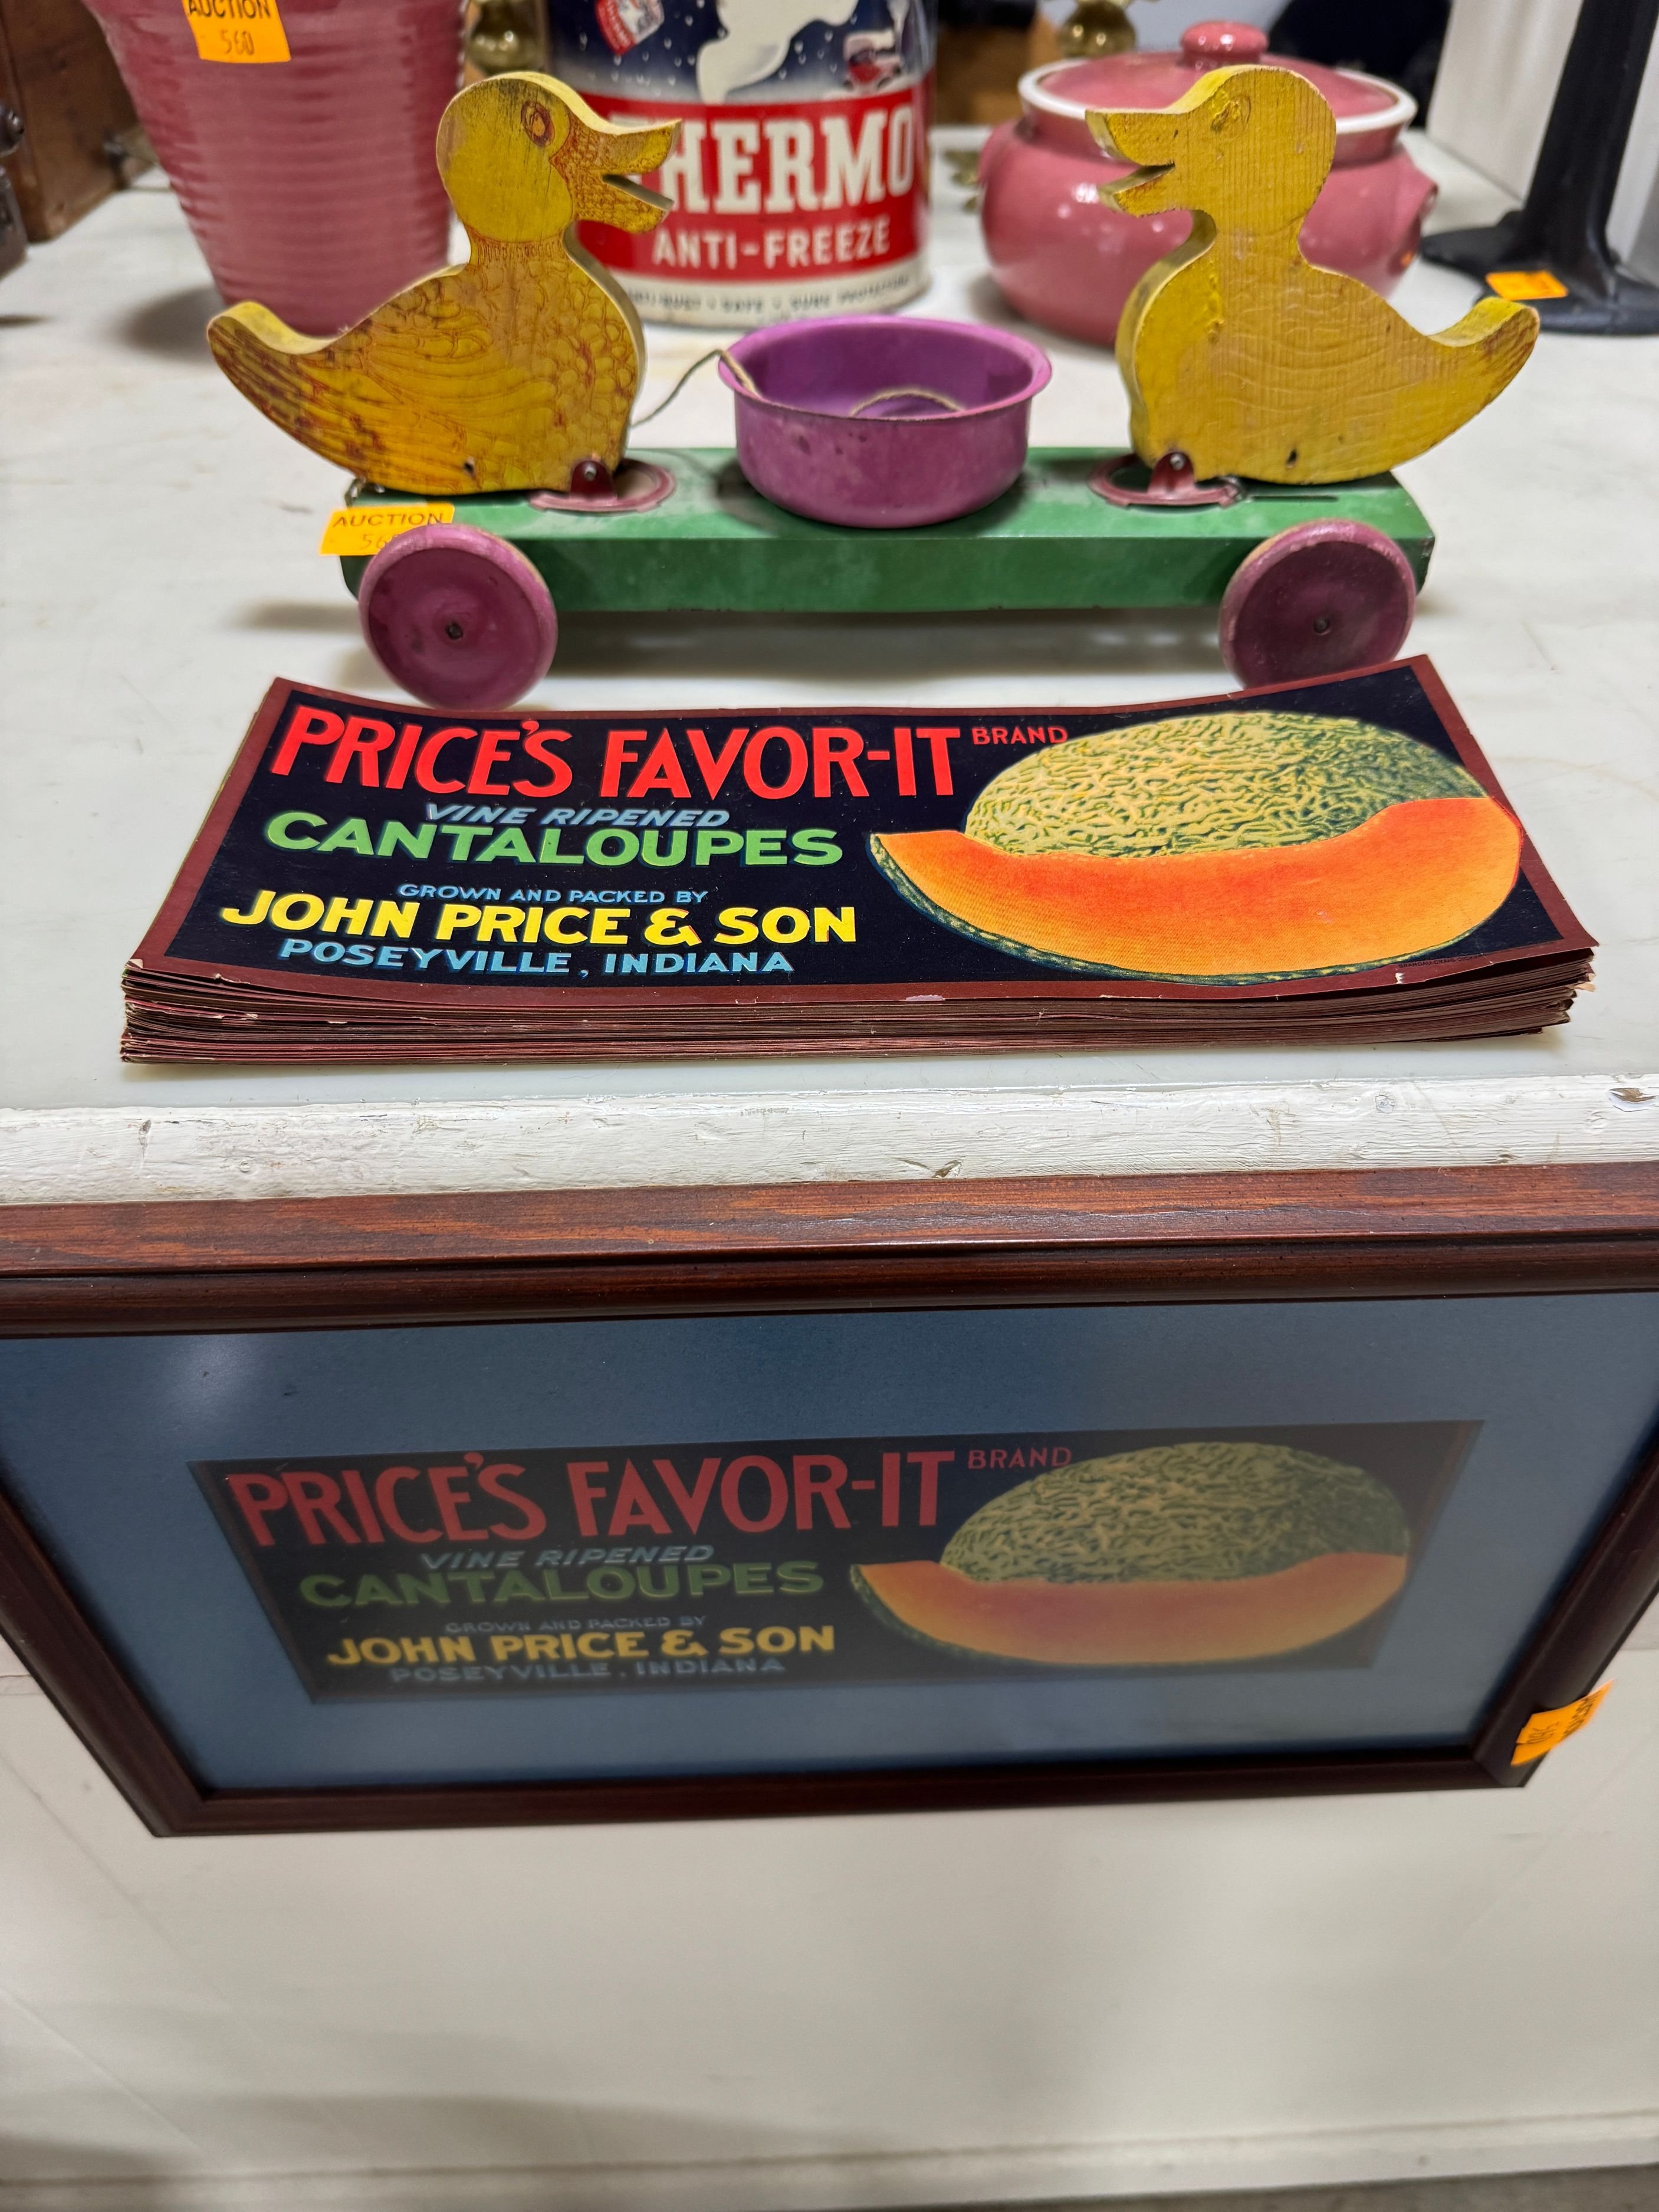 AUCTION
560
THERMO
ANTI-FREEZE
AUCTION
PRICE'S FAVOR-IT BRAND
VINE RIPENED
CANTALOUPES
GROWN AND PACKED BY
JOHN PRICE & SON
POSEYVILLE, INDIANA
PRICE'S FAVOR-IT BRAND
VINE RIPENED
CANTALOUPES
GROWN AND PACKED BY
JOHN PRICE & SON
POSEYVILLE, INDIANA